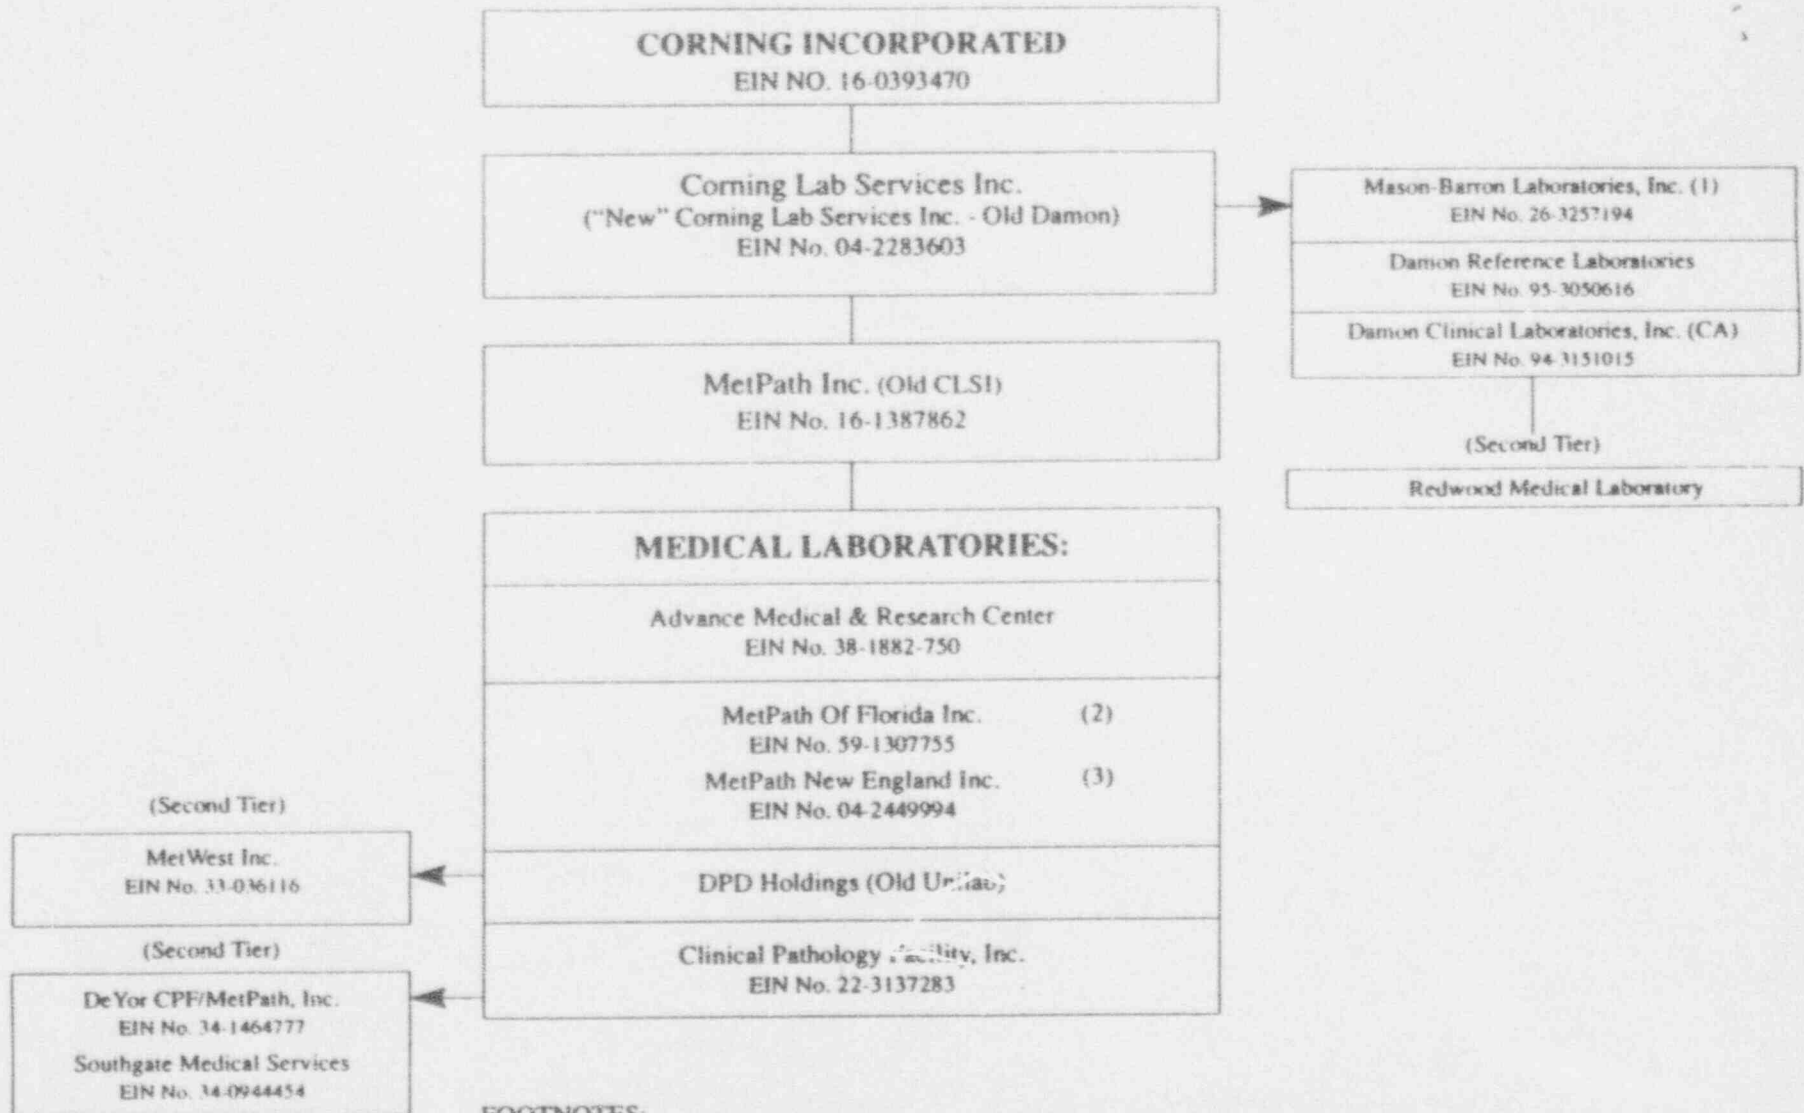 CORNING INCORPORATED
EIN NO. 16-0393470
Corning Lab Services Inc.
("New" Corning Lab Services Inc. - Old Damon)
EIN No. 04-2283603
Mason-Barron Laboratories, Inc. (1)
EIN No. 26-3257194
Damon Reference Laboratories
EIN No. 95-3050616
Damon Clinical Laboratories, Inc. (CA)
EIN No. 94-3151015
(Second Tier)
Redwood Medical Laboratory
MetPath Inc. (Old CLSI)
EIN No. 16-1387862
MEDICAL LABORATORIES:
Advance Medical & Research Center
EIN No. 38-1882-750
MetPath Of Florida Inc. (2)
EIN No. 59-1307755
MetPath New England Inc. (3)
EIN No. 04-2449994
DPD Holdings (Old Unilab)
Clinical Pathology Facility, Inc.
EIN No. 22-3137283
(Second Tier)
MetWest Inc.
EIN No. 33-036116
(Second Tier)
DeYor CPF/MetPath, Inc.
EIN No. 34-1464777
Southgate Medical Services
EIN No. 34-0944454
FOOTNOTES: